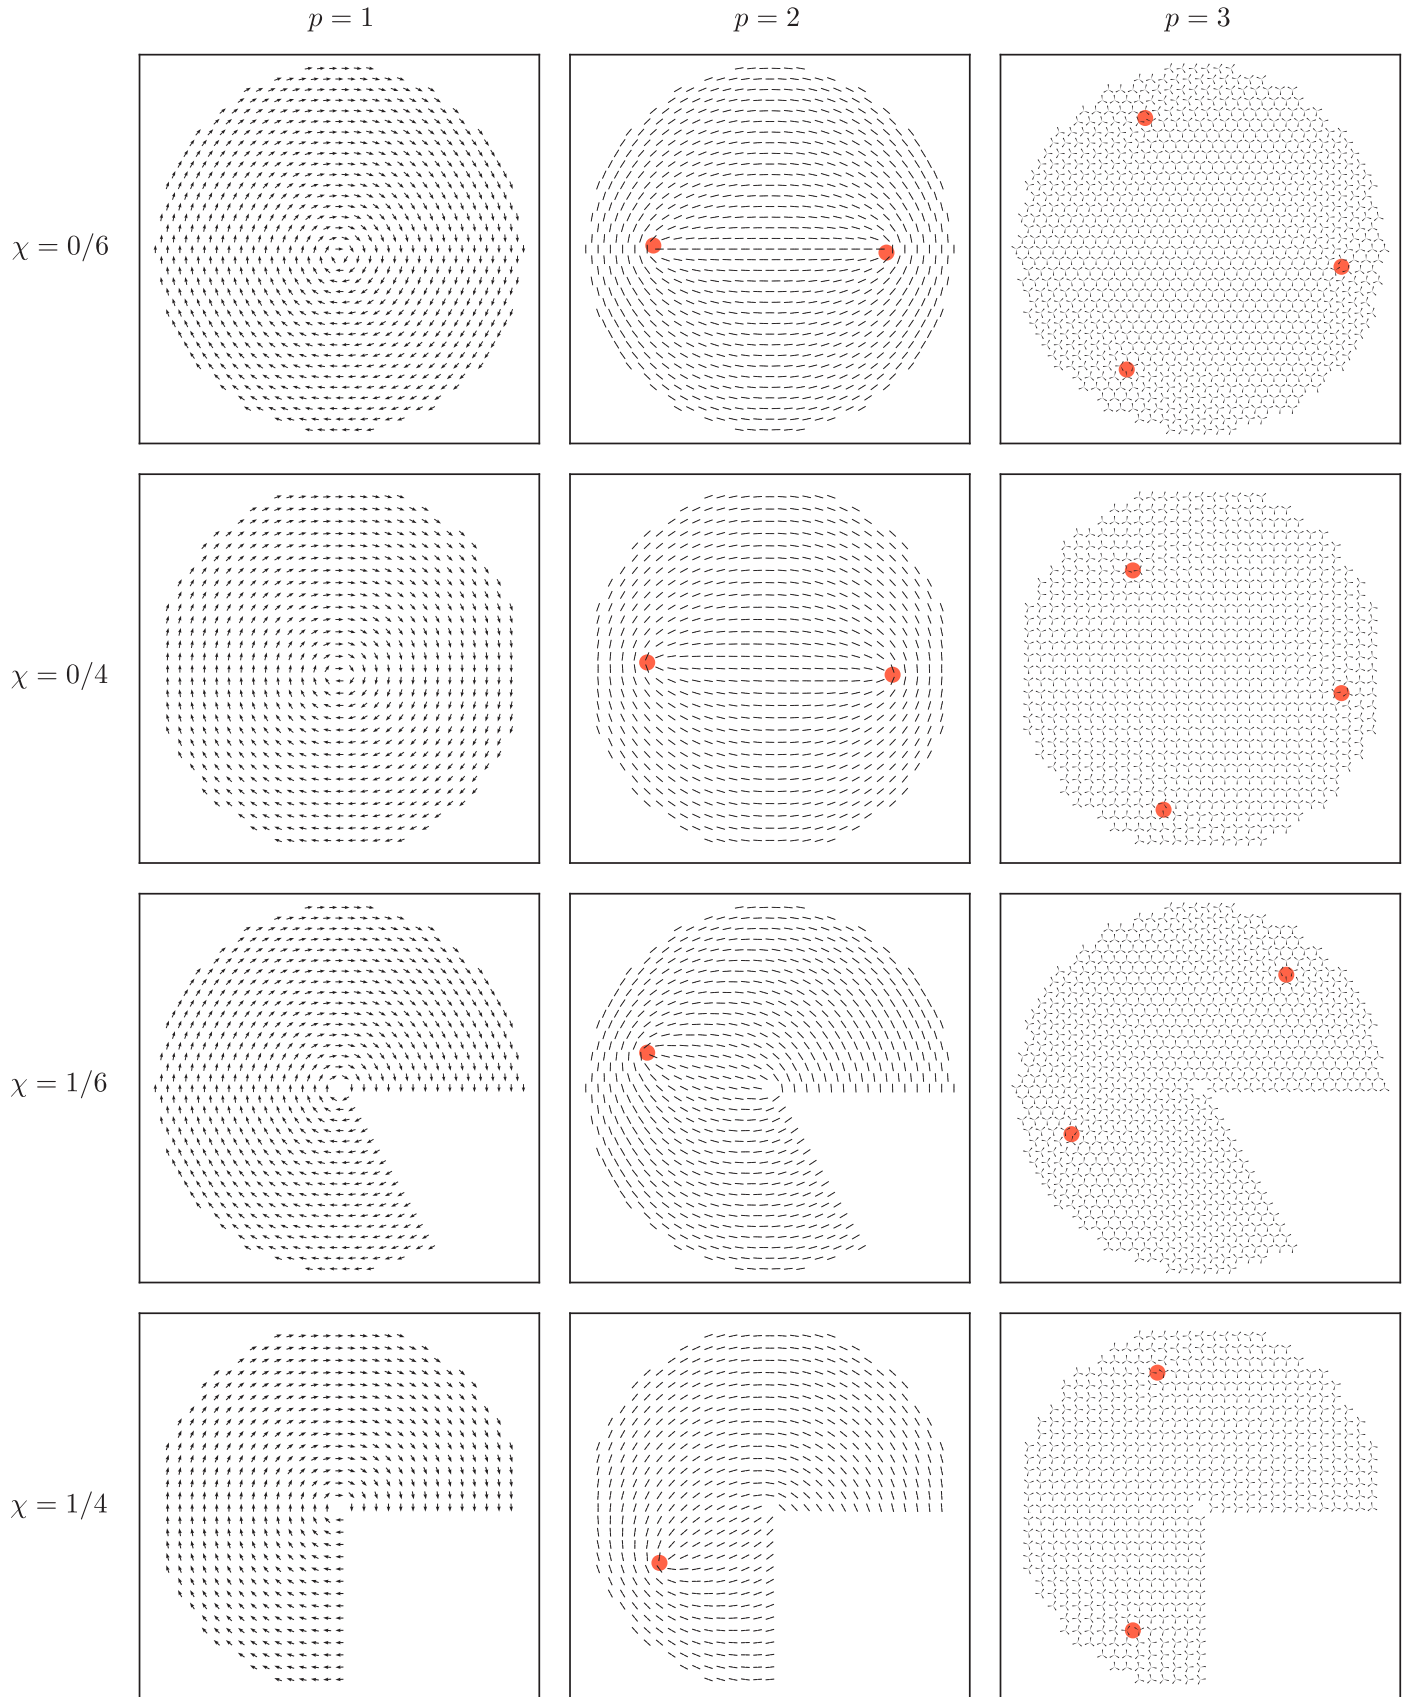 p = 1
p = 2
p = 3
χ = 0/6
χ = 0/4
χ = 1/6
χ = 1/4